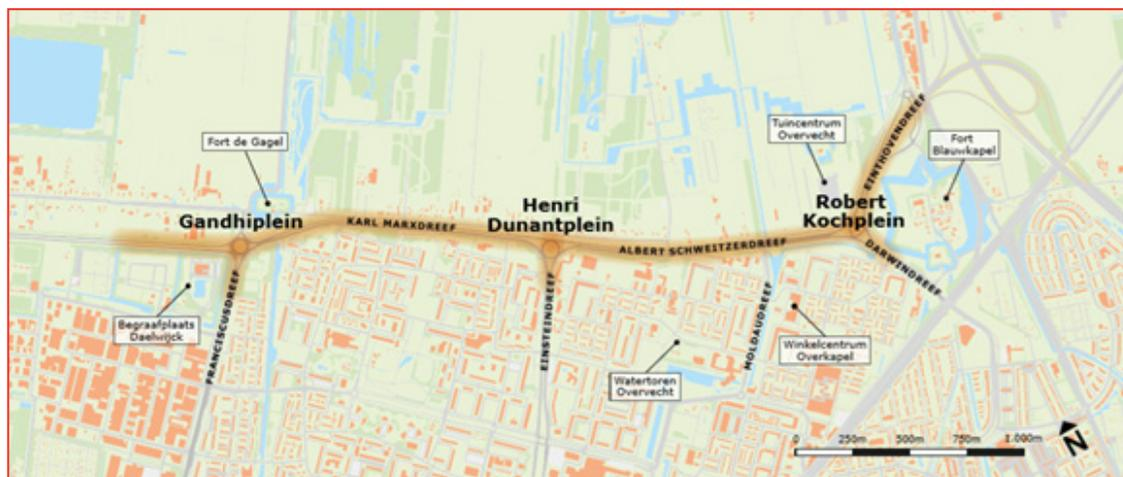 Fort de Gagel
Tuincentrum
Overvecht
Fort
Blauwkapel
EINTHOVENDREEF
Gandhiplein
KARL MARXDREEF
Henri
Dunantplein
ALBERT SCHWEITZERDREEF
Robert
Kochplein
DARWINDREEF
Begraafplaats
Daelwijck
FRANCISCUSDREEF
EINSTEINDREEF
Watertoren
Overvecht
MOLDAUDREEF
Winkelcentrum
Overkapel
0 250m 500m 750m 1.000m
N